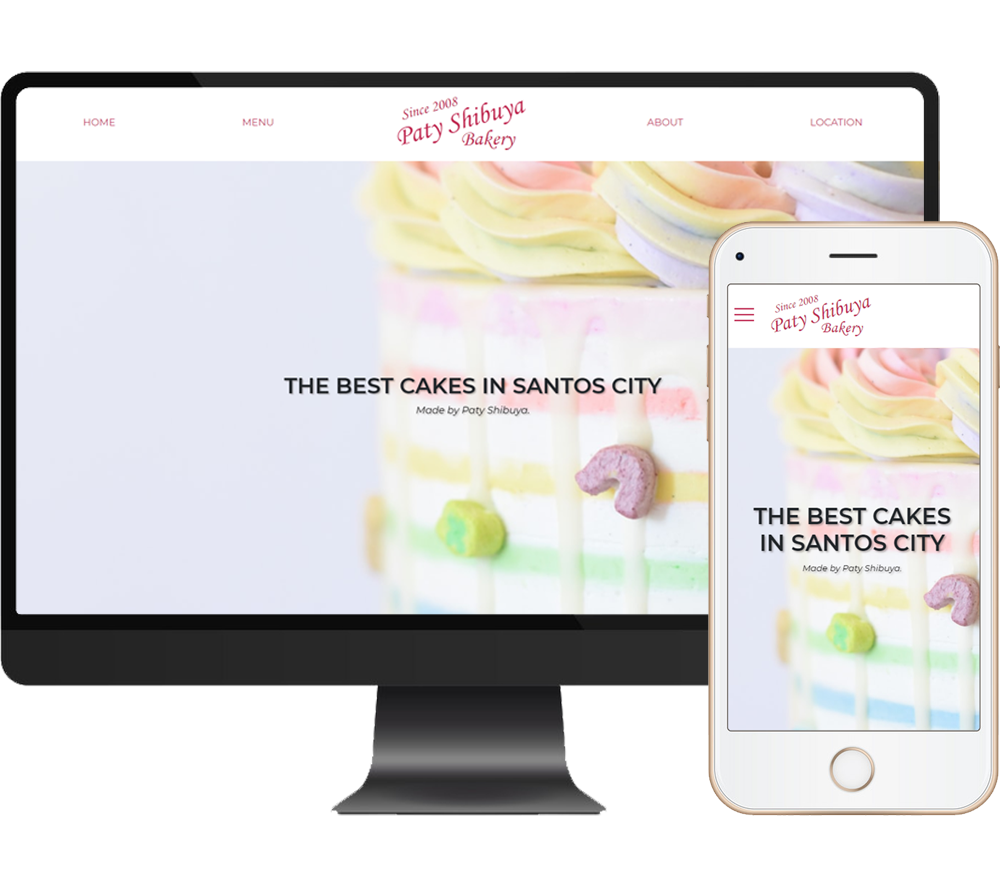 HOME
MENU
Since 2008
Paty Shibuya
Bakery
ABOUT
LOCATION
THE BEST CAKES IN SANTOS CITY
Made by Paty Shibuya.
Since 2008
Paty Shibuya
Bakery
THE BEST CAKES
IN SANTOS CITY
Made by Paty Shibuya.